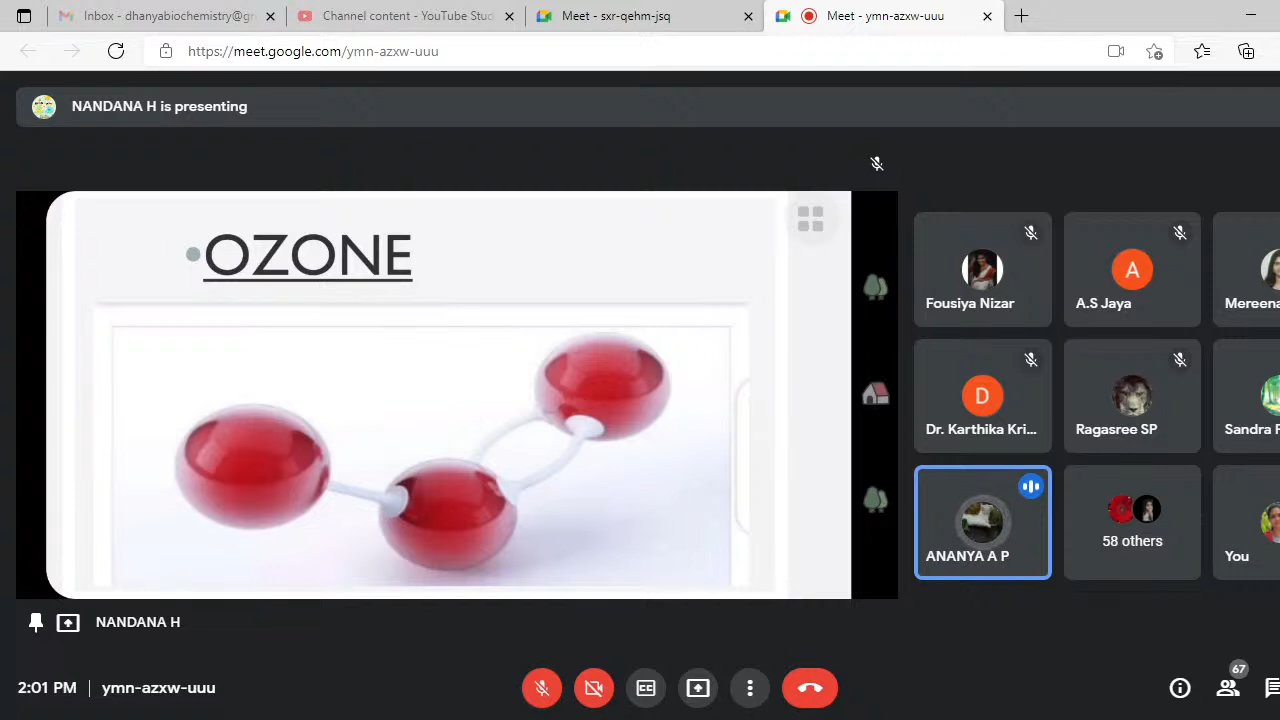 Inbox - dhanyabiochemistry@gr
Channel content - YouTube Stud
Meet - sxr-qehm-jsq
Meet - ymn-azxw-uuu
https://meet.google.com/ymn-azxw-uuu
NANDANA H is presenting
•OZONE
Fousiya Nizar
A
A.S Jaya
Mereena
D
Dr. Karthika Kri...
Ragasree SP
Sandra P
ANANYA A P
58 others
You
NANDANA H
2:01 PM | ymn-azxw-uuu
CC
67